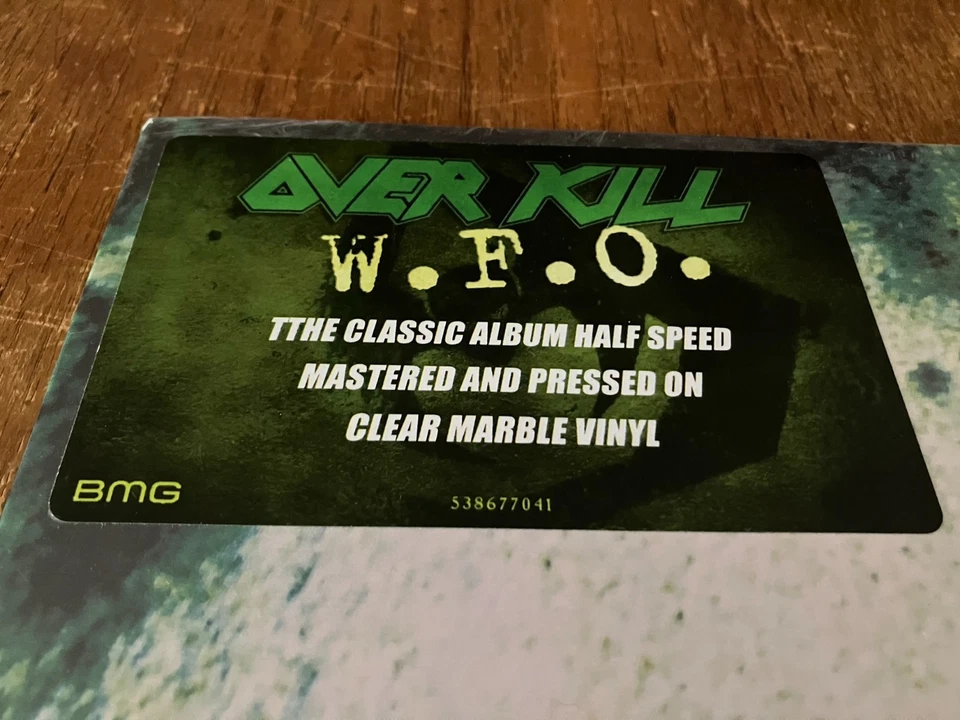 OVER KILL
W.F.O.
TTHE CLASSIC ALBUM HALF SPEED
MASTERED AND PRESSED ON
CLEAR MARBLE VINYL
BMG
538677041